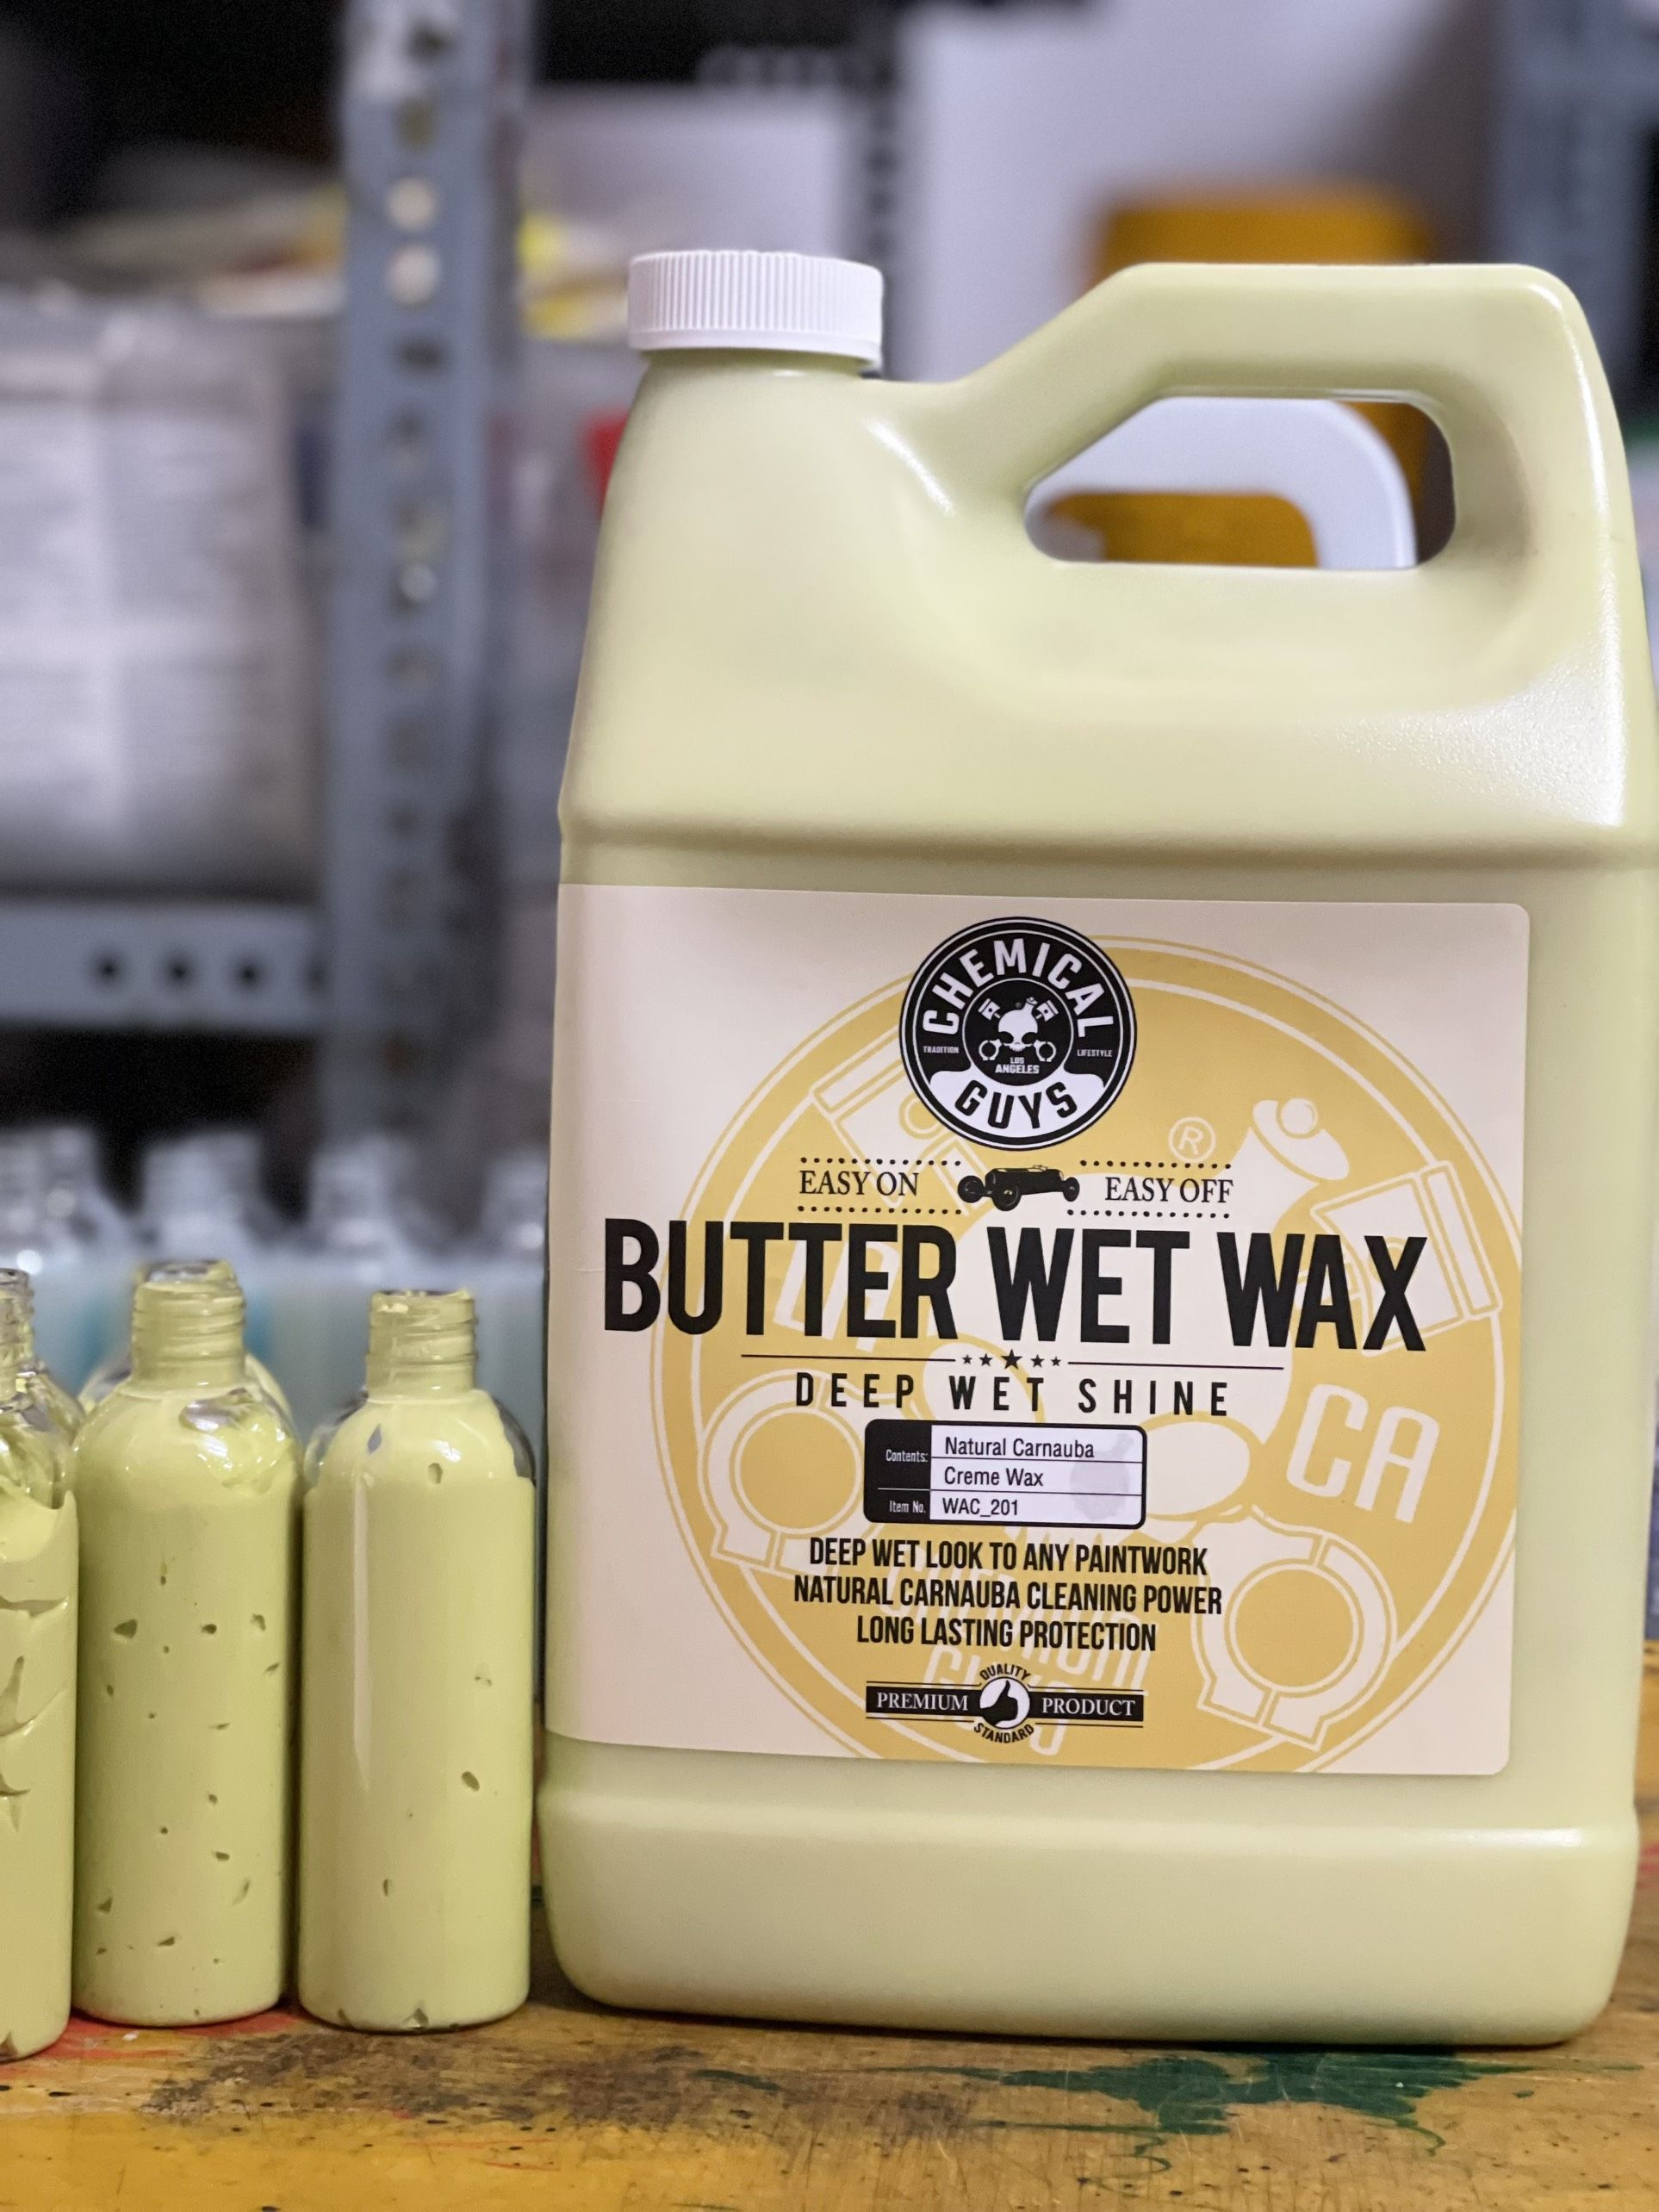 CHEMICAL
TRADITION
LIFESTYLE
LOS
ANGELES
GUYS
®
EASY ON
EASY OFF
BUTTER WET WAX
DEEP WET SHINE
CA
Contents: Natural Carnauba
Creme Wax
Item No. WAC_201
DEEP WET LOOK TO ANY PAINTWORK
NATURAL CARNAUBA CLEANING POWER
LONG LASTING PROTECTION
QUALITY
PREMIUM PRODUCT
STANDARD